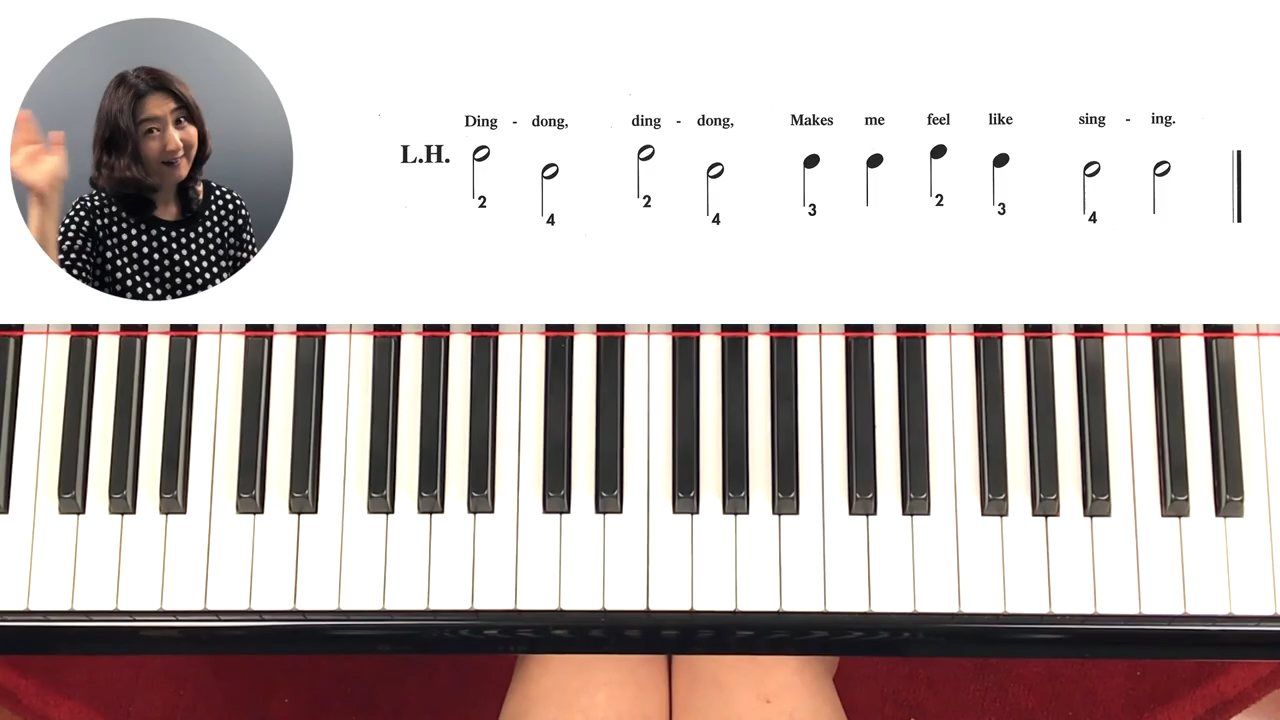 Ding - dong, ding - dong, Makes me feel like sing - ing.
L.H.
2 4 2 4 3 2 3 4